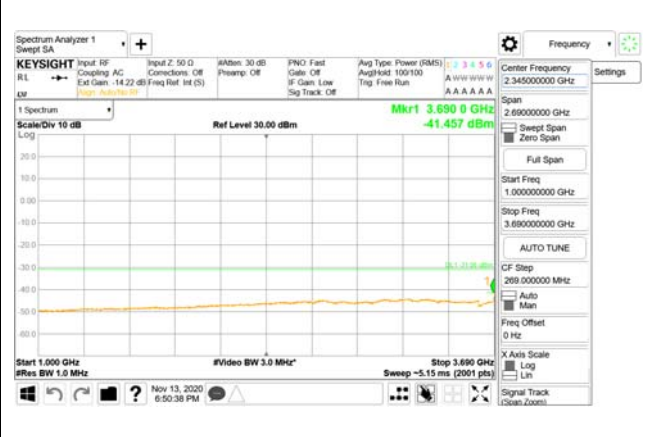 Spectrum Analyzer 1
Swept SA
Frequency
KEYSIGHT
RL
Input: RF
Coupling: AC
Ext Gain: -14.22 dB
Align: Auto/No RF
Input Z: 50 Ω
Corrections: Off
Freq Ref: Int (S)
#Atten: 30 dB
Preamp: Off
PNO: Fast
Gate: Off
IF Gain: Low
Sig Track: Off
Avg Type: Power (RMS)
Avg|Hold: 100/100
Trig: Free Run
1 2 3 4 5 6
A W W W W W
A A A A A A
Settings
1 Spectrum
Scale/Div 10 dB
Log
Ref Level 30.00 dBm
Mkr1 3.690 0 GHz
-41.457 dBm
20.0
10.0
0.00
-10.0
-20.0
-30.0
-40.0
-50.0
-60.0
1
Start 1.000 GHz
#Res BW 1.0 MHz
#Video BW 3.0 MHz*
Stop 3.690 GHz
Sweep ~5.15 ms (2001 pts)
Center Frequency
2.345000000 GHz
Span
2.69000000 GHz
Swept Span
Zero Span
Full Span
Start Freq
1.000000000 GHz
Stop Freq
3.690000000 GHz
AUTO TUNE
CF Step
269.000000 MHz
Auto
Man
Freq Offset
0 Hz
X Axis Scale
Log
Lin
Signal Track
(Span Zoom)
Nov 13, 2020
6:50:38 PM